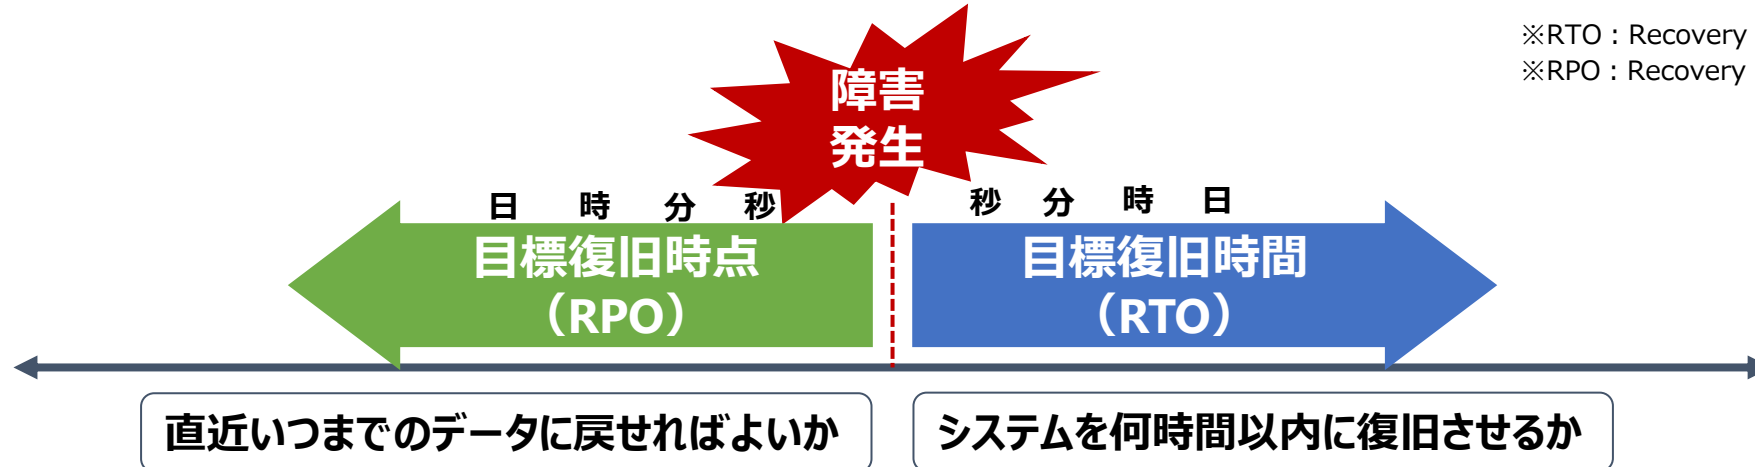 ※RTO : Recovery
※RPO : Recovery
障害
発生
日 時 分 秒
秒 分 時 日
目標復旧時点
（RPO）
目標復旧時間
（RTO）
直近いつまでのデータに戻せればよいか
システムを何時間以内に復旧させるか